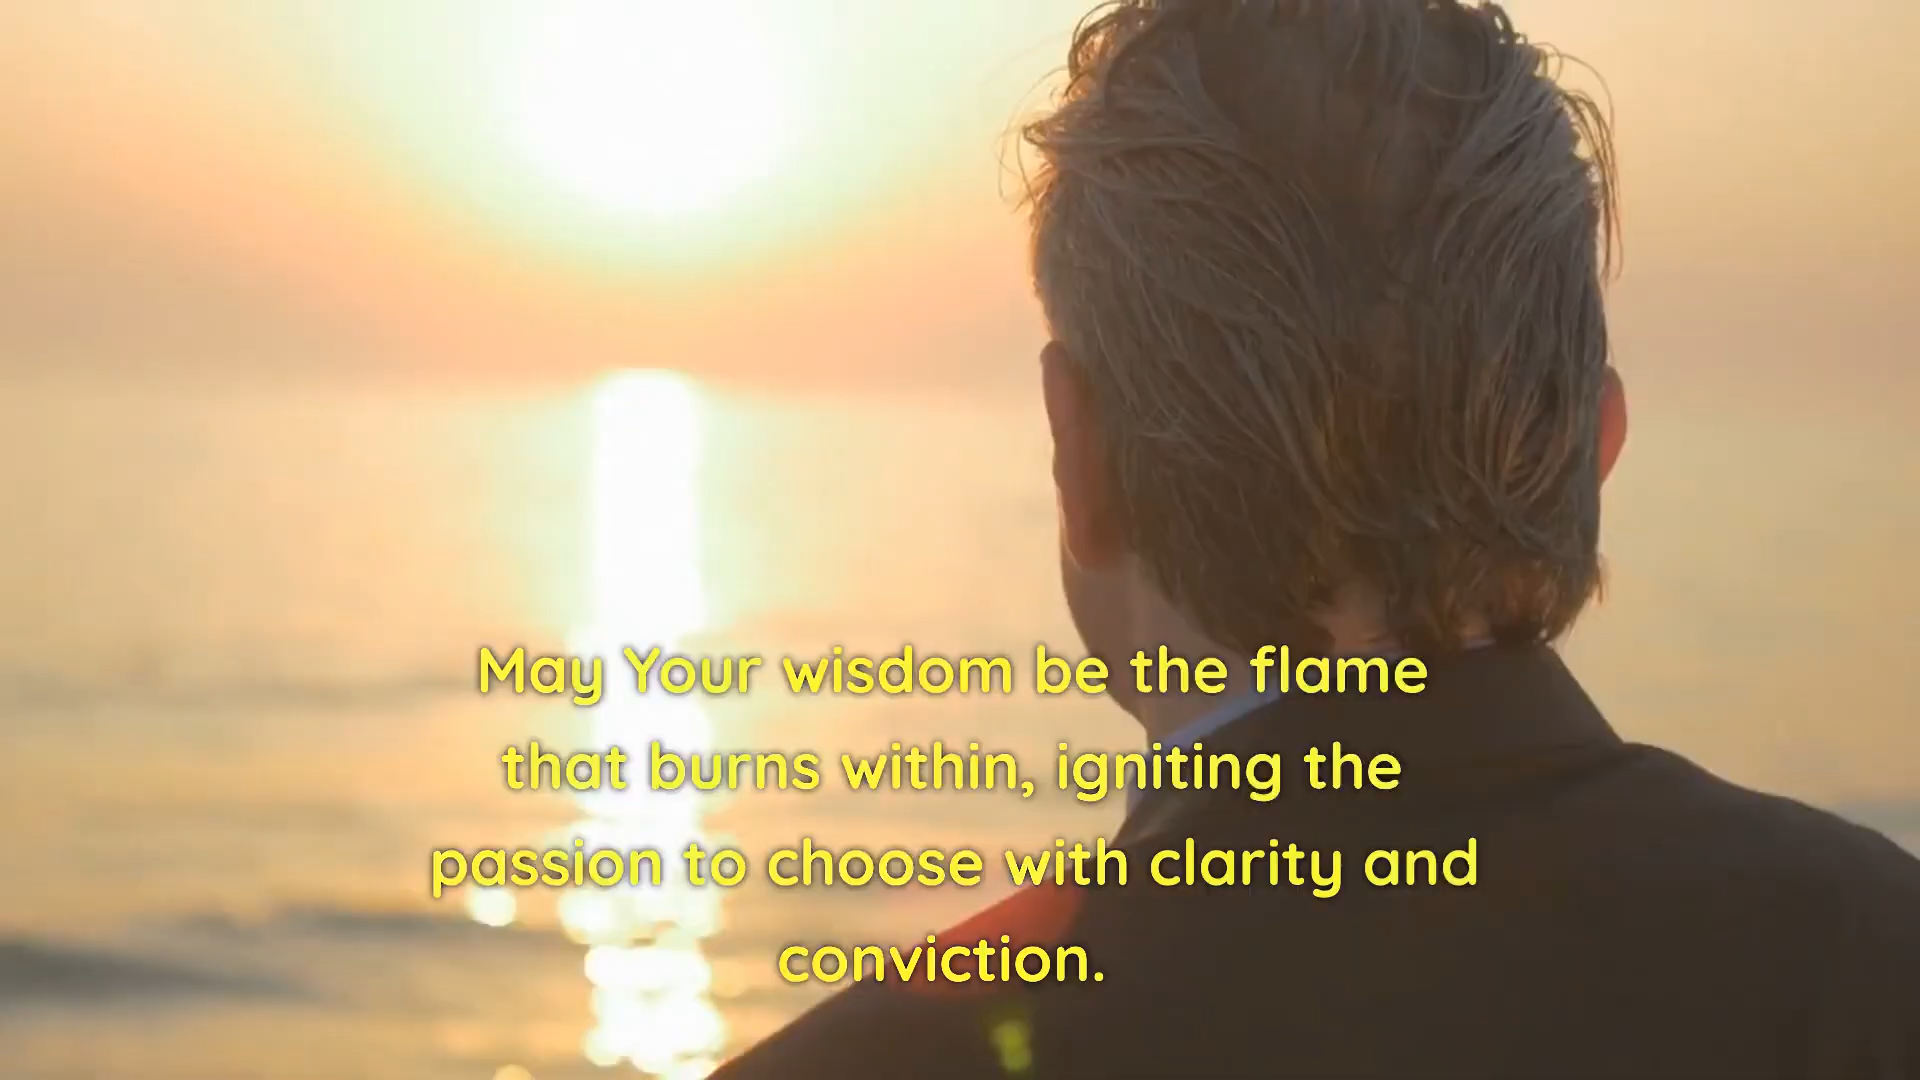 May Your wisdom be the flame
that burns within, igniting the
passion to choose with clarity and
conviction.